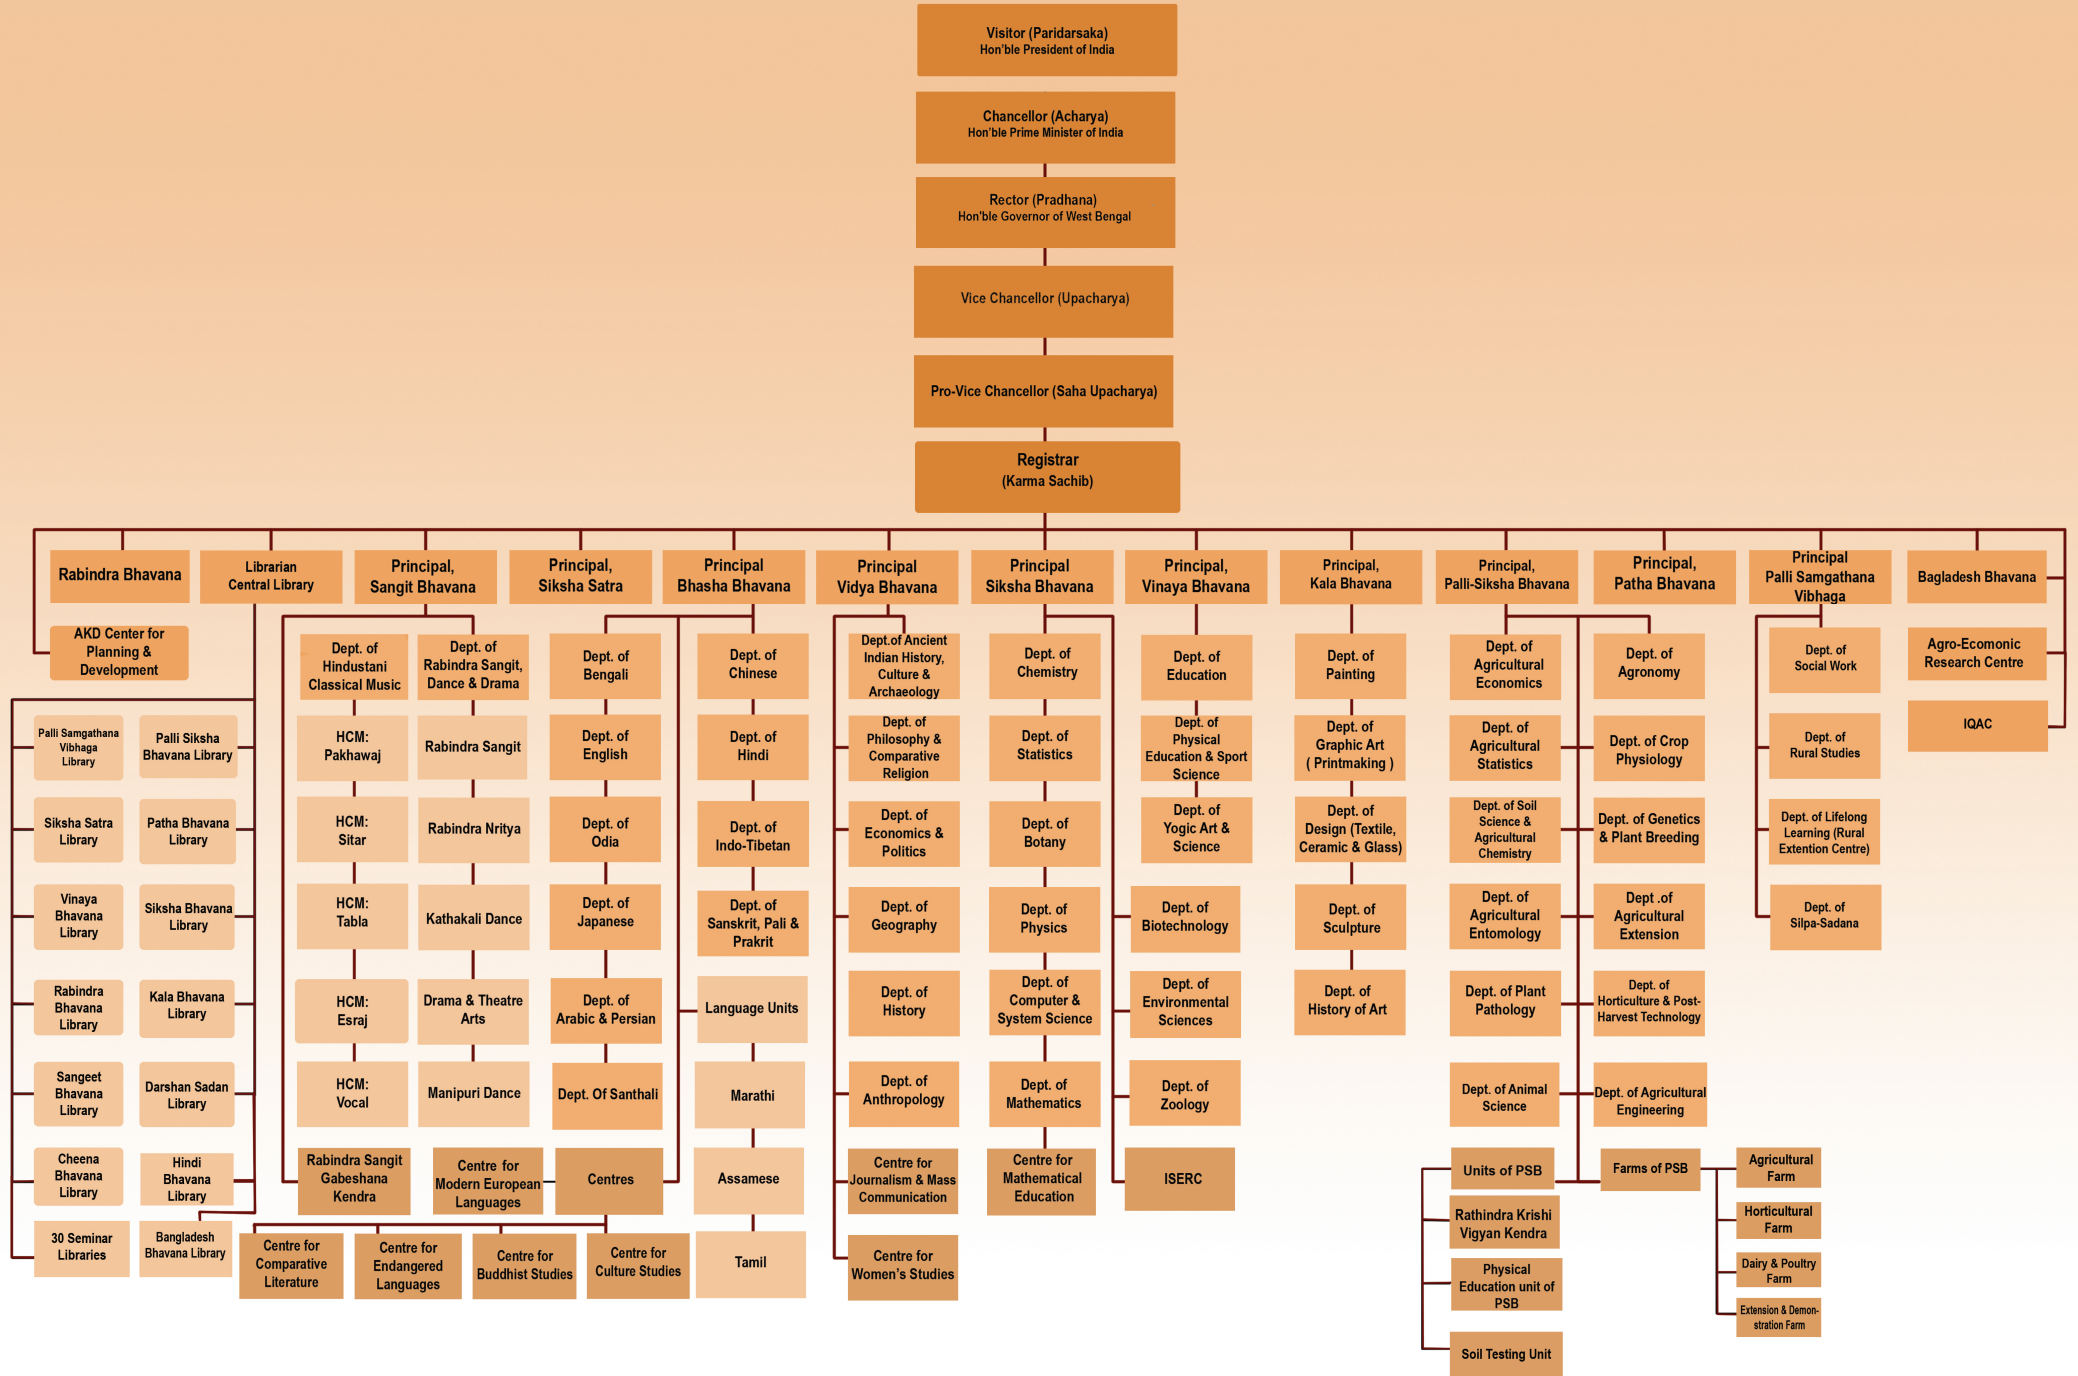 Visitor (Paridarsaka)
Hon'ble President of India
Chancellor (Acharya)
Hon'ble Prime Minister of India
Rector (Pradhana)
Hon'ble Governor of West Bengal
Vice Chancellor (Upacharya)
Pro-Vice Chancellor (Saha Upacharya)
Registrar
(Karma Sachib)
Rabindra Bhavana
AKD Center for
Planning &
Development
Librarian
Central Library
Palli Samgathana
Vibhaga
Library
Siksha Satra
Library
Vinaya
Bhavana
Library
Rabindra
Bhavana
Library
Sangeet
Bhavana
Library
Cheena
Bhavana
Library
30 Seminar
Libraries
Palli Siksha
Bhavana Library
Patha Bhavana
Library
Siksha Bhavana
Library
Kala Bhavana
Library
Darshan Sadan
Library
Hindi
Bhavana
Library
Bangladesh
Bhavana Library
Principal,
Sangit Bhavana
Dept. of
Hindustani
Classical Music
HCM:
Pakhawaj
HCM:
Sitar
HCM:
Tabla
HCM:
Esraj
HCM:
Vocal
Rabindra Sangit
Gabeshana
Kendra
Dept. of
Rabindra Sangit,
Dance & Drama
Rabindra Sangit
Rabindra Nritya
Kathakali Dance
Drama & Theatre
Arts
Manipuri Dance
Principal,
Siksha Satra
Principal
Bhasha Bhavana
Dept. of
Bengali
Dept. of
English
Dept. of
Odia
Dept. of
Japanese
Dept. of
Arabic & Persian
Dept. Of Santhali
Centres
Centre for
Modern European
Languages
Centre for
Comparative
Literature
Centre for
Endangered
Languages
Centre for
Buddhist Studies
Centre for
Culture Studies
Dept. of
Chinese
Dept. of
Hindi
Dept. of
Indo-Tibetan
Dept. of
Sanskrit, Pali &
Prakrit
Language Units
Marathi
Assamese
Tamil
Principal
Vidya Bhavana
Dept.of Ancient
Indian History,
Culture &
Archaeology
Dept. of
Philosophy &
Comparative
Religion
Dept. of
Economics &
Politics
Dept. of
Geography
Dept. of
History
Dept. of
Anthropology
Centre for
Journalism & Mass
Communication
Centre for
Women's Studies
Principal
Siksha Bhavana
Dept. of
Chemistry
Dept. of
Statistics
Dept. of
Botany
Dept. of
Physics
Dept. of
Computer &
System Science
Dept. of
Mathematics
Centre for
Mathematical
Education
Dept. of
Biotechnology
Dept. of
Environmental
Sciences
Dept. of
Zoology
ISERC
Principal,
Vinaya Bhavana
Dept. of
Education
Dept. of
Physical
Education & Sport
Science
Dept. of
Yogic Art &
Science
Principal,
Kala Bhavana
Dept. of
Painting
Dept. of
Graphic Art
( Printmaking )
Dept. of
Design (Textile,
Ceramic & Glass)
Dept. of
Sculpture
Dept. of
History of Art
Principal,
Palli-Siksha Bhavana
Dept. of
Agricultural
Economics
Dept. of
Agricultural
Statistics
Dept. of Soil
Science &
Agricultural
Chemistry
Dept. of
Agricultural
Entomology
Dept. of Plant
Pathology
Dept. of Animal
Science
Units of PSB
Rathindra Krishi
Vigyan Kendra
Physical
Education unit of
PSB
Soil Testing Unit
Dept. of
Agronomy
Dept. of Crop
Physiology
Dept. of Genetics
& Plant Breeding
Dept .of
Agricultural
Extension
Dept. of
Horticulture & Post-
Harvest Technology
Dept. of Agricultural
Engineering
Farms of PSB
Agricultural
Farm
Horticultural
Farm
Dairy & Poultry
Farm
Extension & Demon-
stration Farm
Principal,
Patha Bhavana
Principal
Palli Samgathana
Vibhaga
Dept. of
Social Work
Dept. of
Rural Studies
Dept. of Lifelong
Learning (Rural
Extention Centre)
Dept. of
Silpa-Sadana
Bagladesh Bhavana
Agro-Ecomonic
Research Centre
IQAC